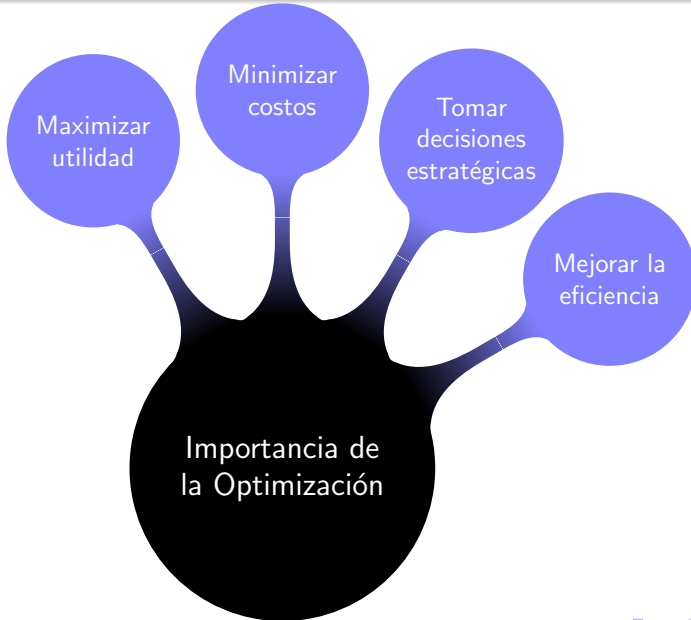 Minimizar
costos
Maximizar
utilidad
Tomar
decisiones
estratégicas
Mejorar la
eficiencia
Importancia de
la Optimización